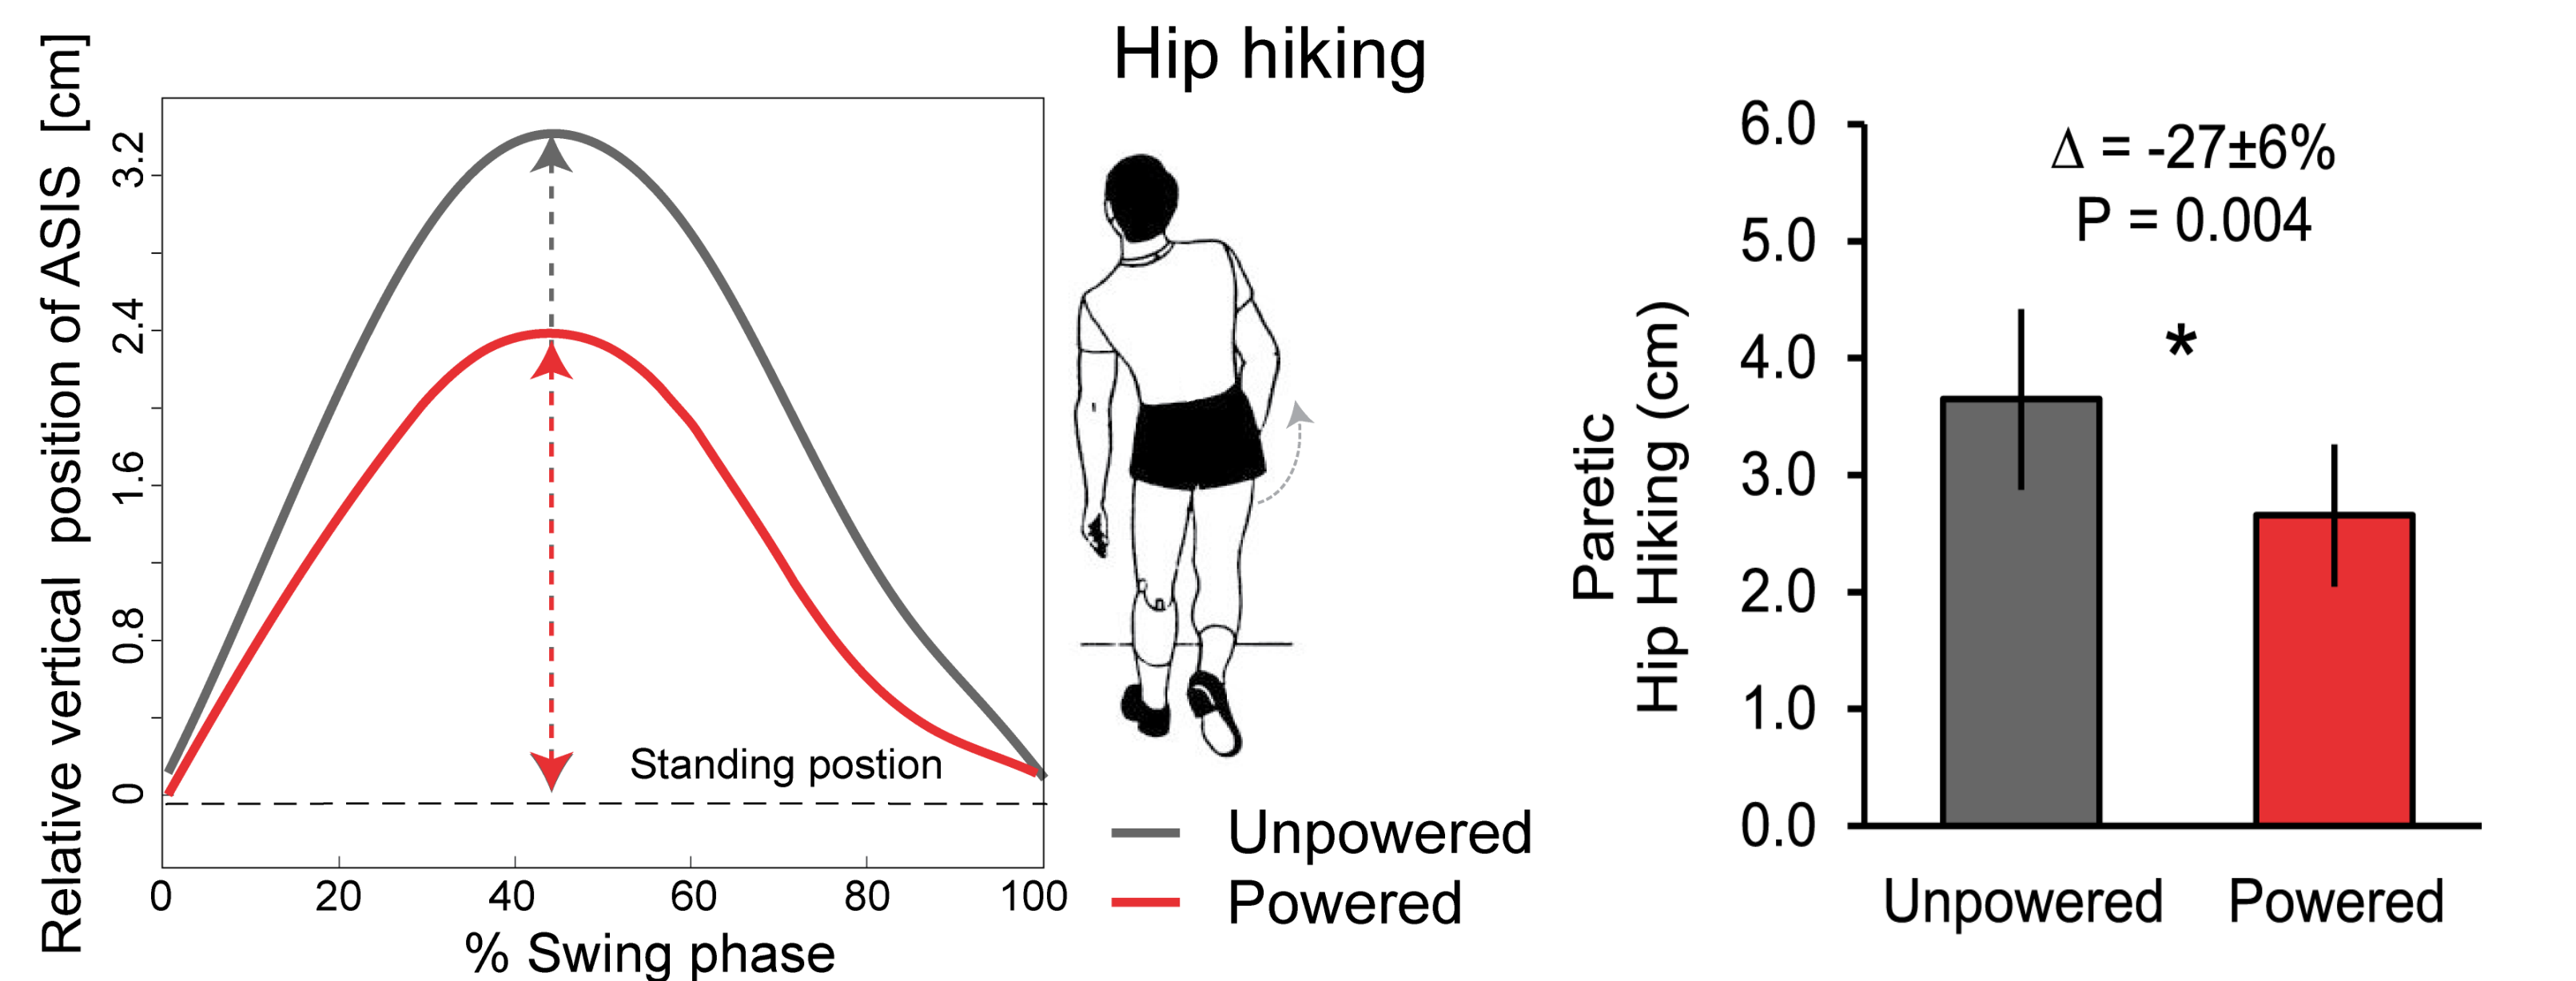 Hip hiking
Relative vertical position of ASIS [cm]
3.2
2.4
1.6
0.8
0
Standing postion
0 20 40 60 80 100
% Swing phase
Unpowered
Powered
Paretic
Hip Hiking (cm)
6.0
5.0
4.0
3.0
2.0
1.0
0.0
Δ = -27±6%
P = 0.004
*
Unpowered Powered